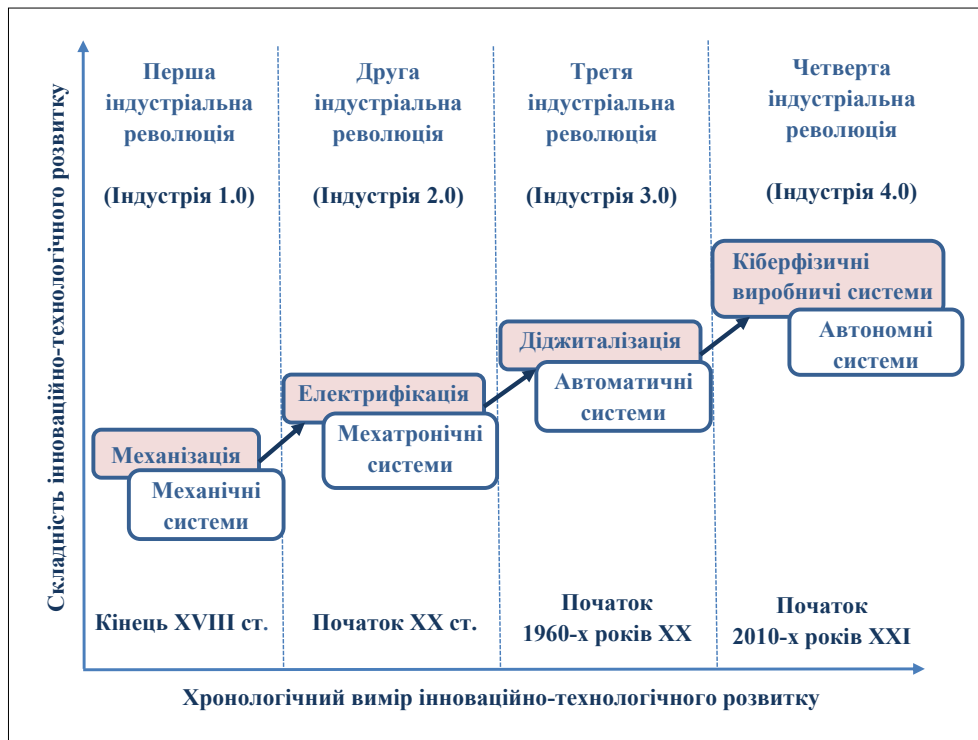 Складність інноваційно-технологічного розвитку
Перша
індустріальна
революція
(Індустрія 1.0)
Друга
індустріальна
революція
(Індустрія 2.0)
Третя
індустріальна
революція
(Індустрія 3.0)
Четверта
індустріальна
революція
(Індустрія 4.0)
Механізація
Механічні
системи
Електрифікація
Мехатронічні
системи
Діджиталізація
Автоматичні
системи
Кіберфізичні
виробничі системи
Автономні
системи
Кінець XVIII ст.
Початок XX ст.
Початок
1960-х років XX
Початок
2010-х років XXI
Хронологічний вимір інноваційно-технологічного розвитку